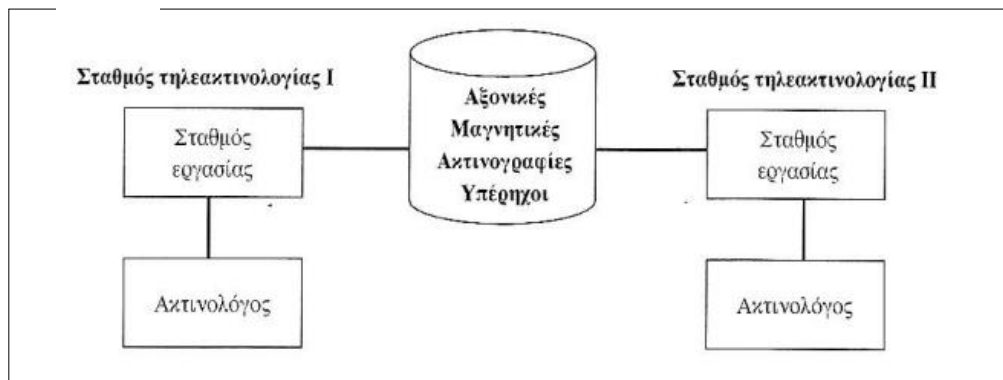 Σταθμός τηλεακτινολογίας I
Σταθμός
εργασίας
Ακτινολόγος
Αξονικές
Μαγνητικές
Ακτινογραφίες
Υπέρηχοι
Σταθμός τηλεακτινολογίας II
Σταθμός
εργασίας
Ακτινολόγος